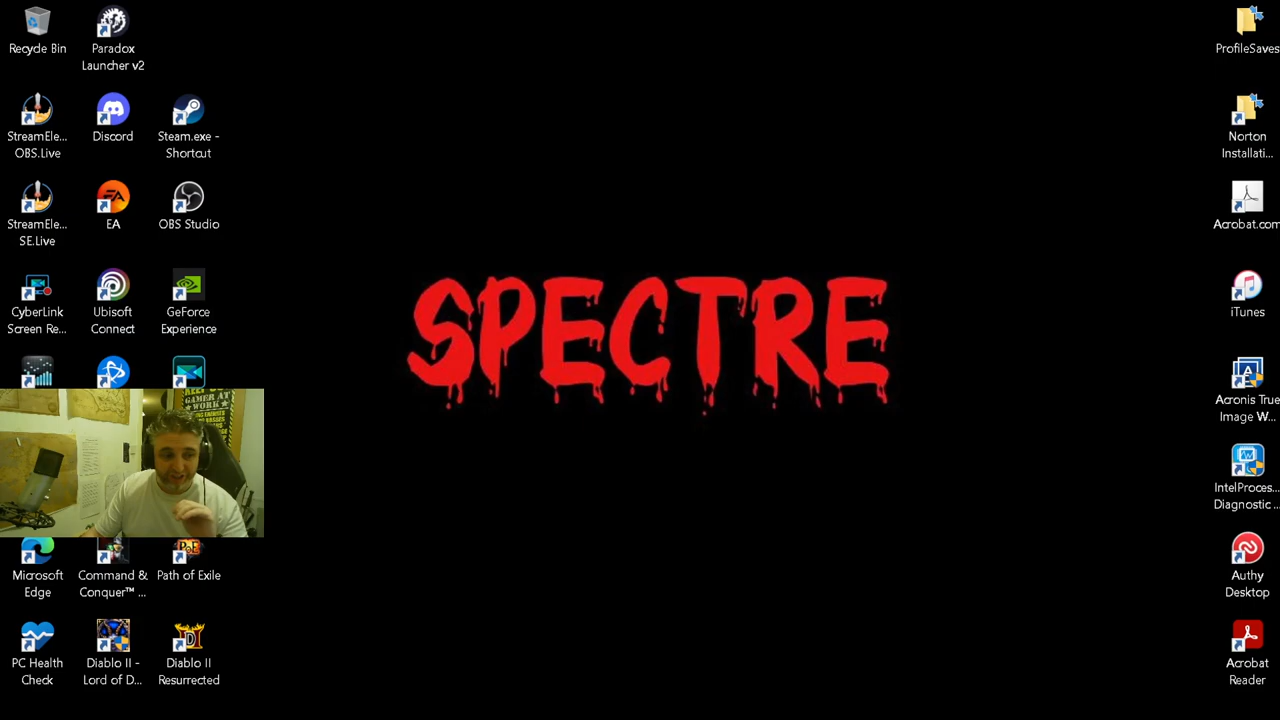 Recycle Bin
Paradox
Launcher v2
ProfileSaves
StreamEle...
OBS.Live
Discord
Steam.exe -
Shortcut
Norton
Installati...
StreamEle...
SE.Live
EA
OBS Studio
Acrobat.com
CyberLink
Screen Re...
Ubisoft
Connect
GeForce
Experience
iTunes
SPECTRE
Acronis True
Image W...
GAMER AT
WORK
IntelProces...
Diagnostic ...
Microsoft
Edge
Command &
Conquer™ ...
Path of Exile
Authy
Desktop
PC Health
Check
Diablo II -
Lord of D...
Diablo II
Resurrected
Acrobat
Reader